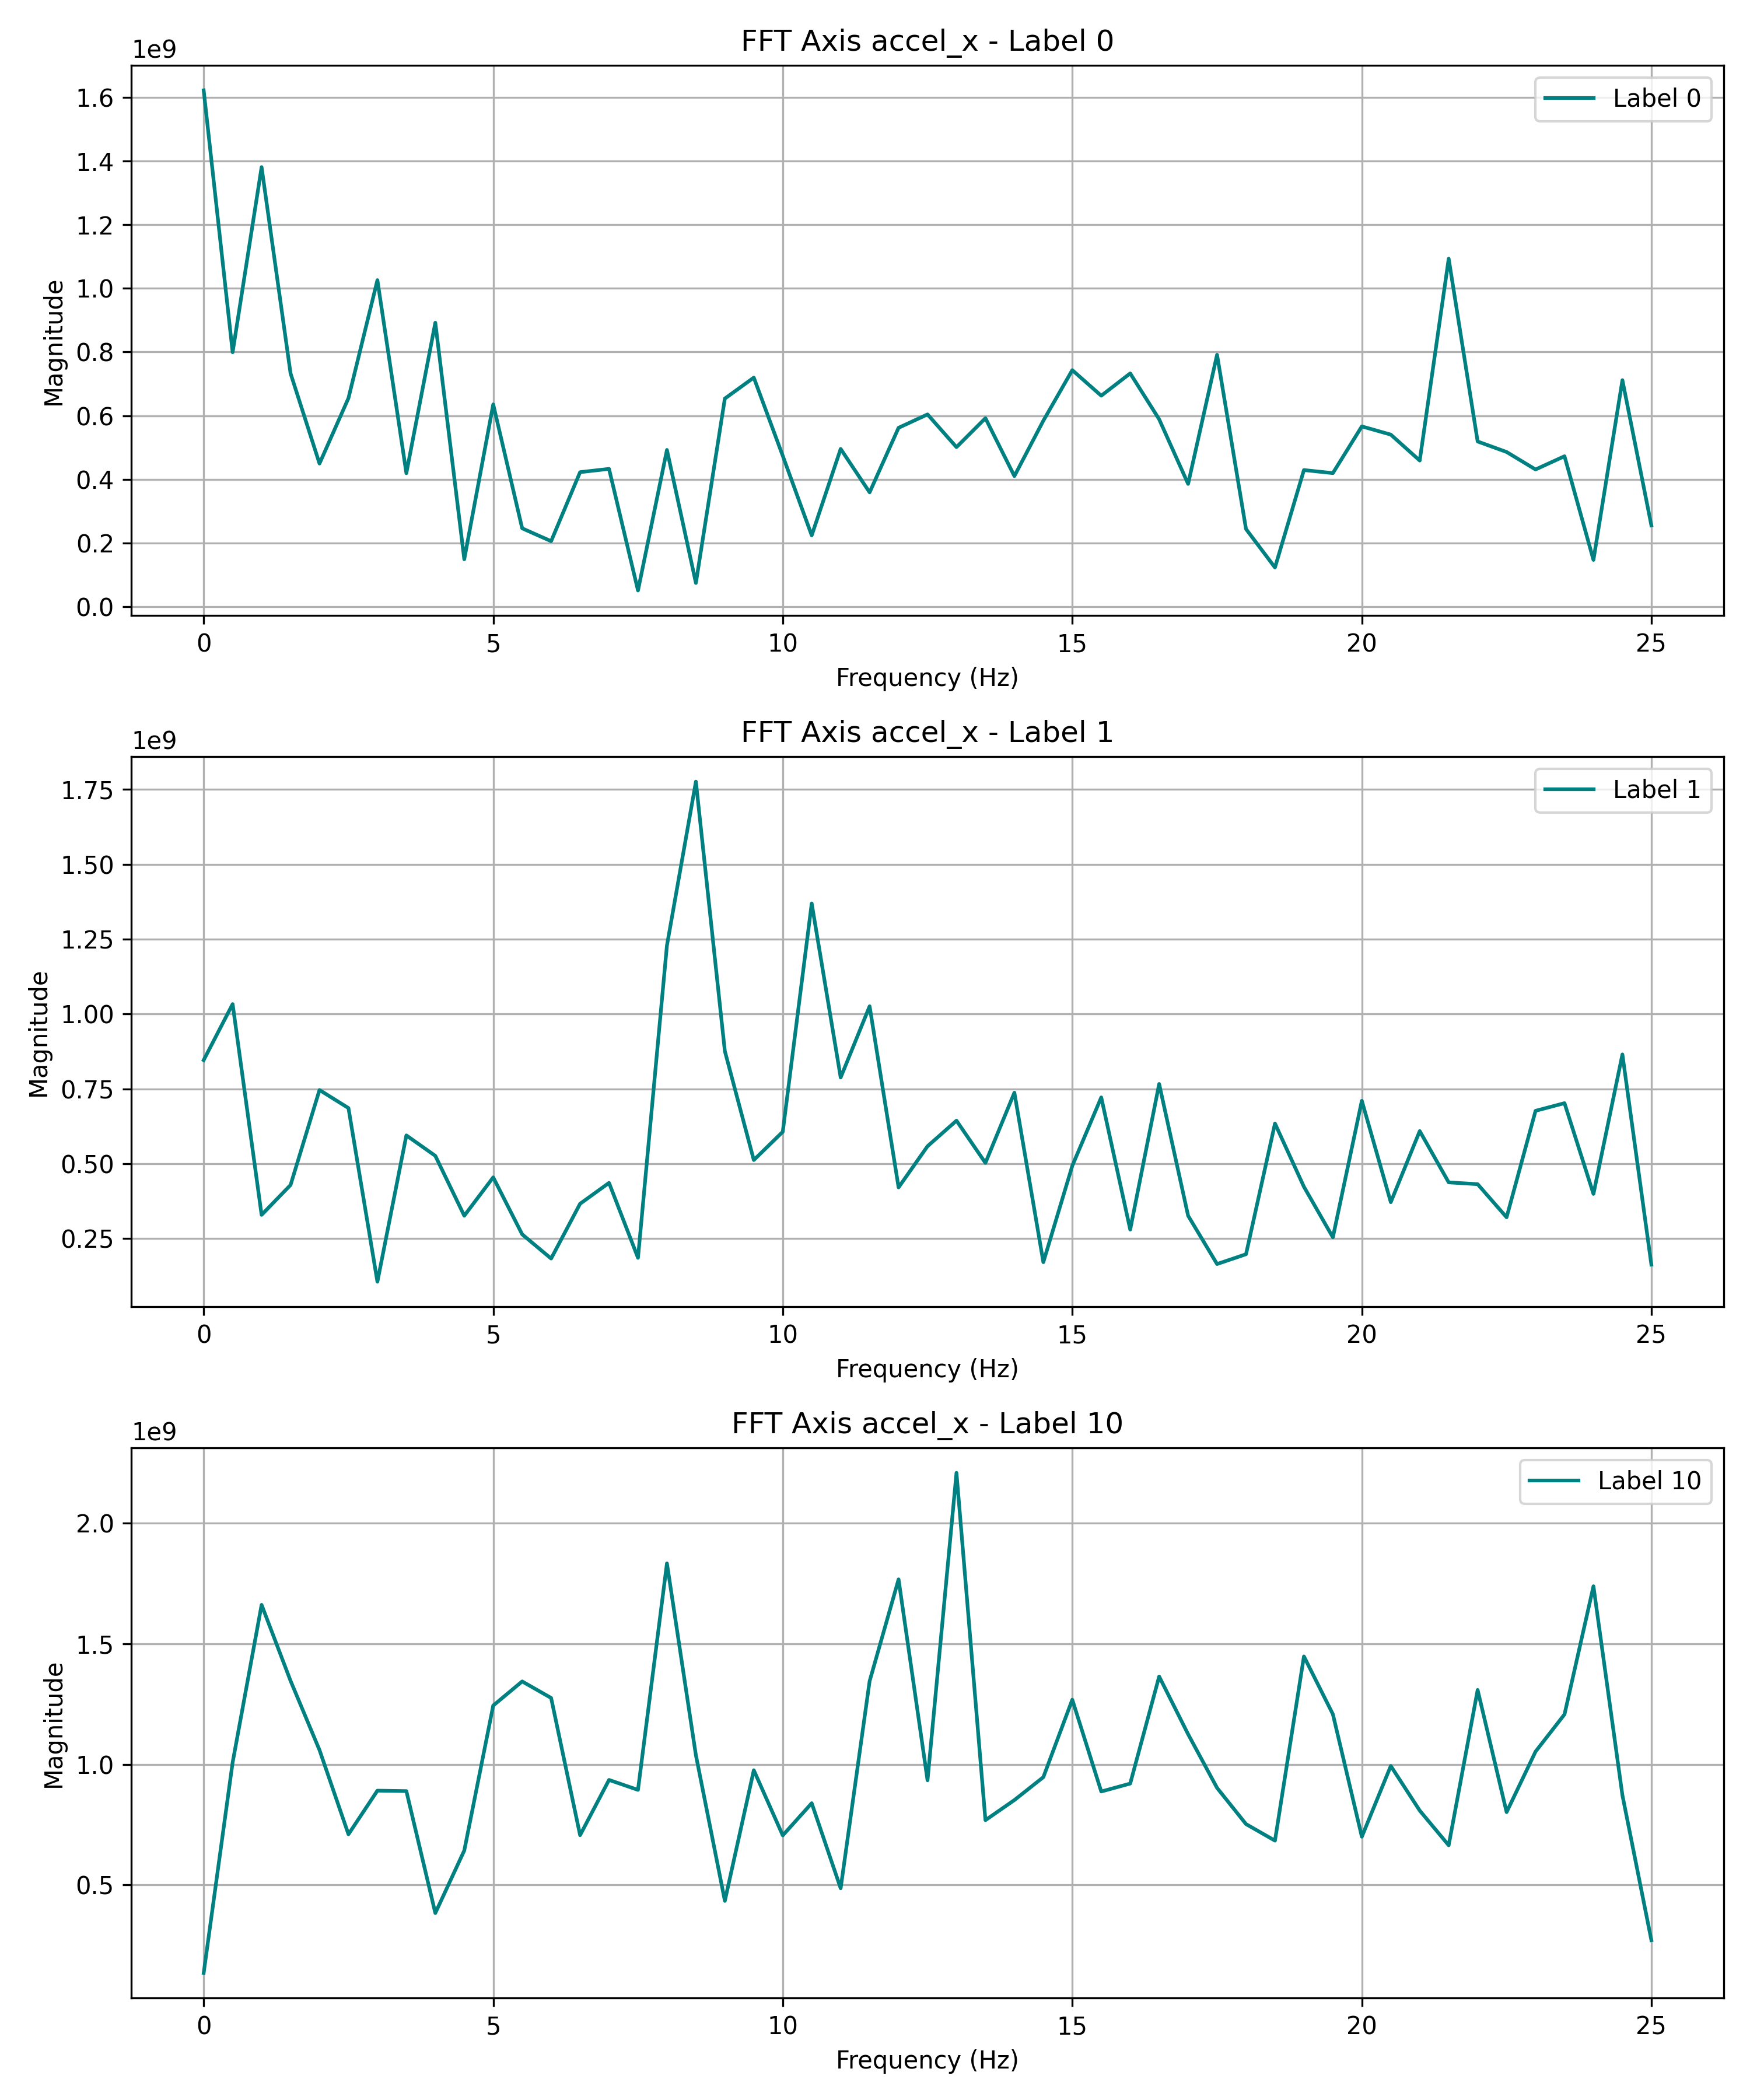 FFT Axis accel_x - Label 0
1e9
Label 0
1.6
1.4
1.2
1.0
0.8
0.6
0.4
0.2
0.0
Magnitude
0 5 10 15 20 25
Frequency (Hz)
FFT Axis accel_x - Label 1
1e9
Label 1
1.75
1.50
1.25
1.00
0.75
0.50
0.25
Magnitude
0 5 10 15 20 25
Frequency (Hz)
FFT Axis accel_x - Label 10
1e9
Label 10
2.0
1.5
1.0
0.5
Magnitude
0 5 10 15 20 25
Frequency (Hz)